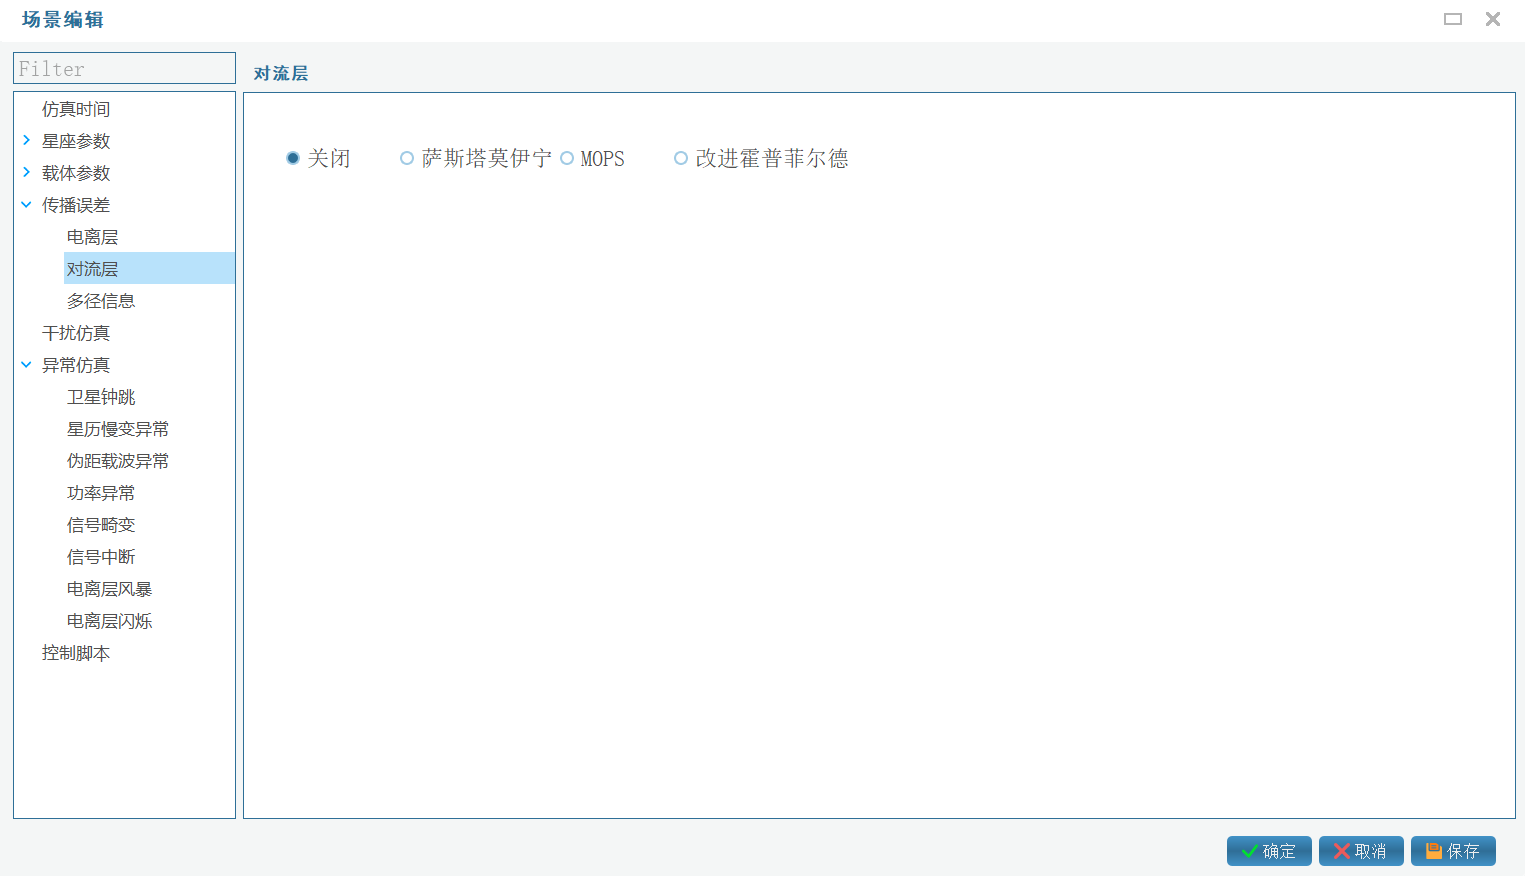 场景编辑
Filter
对流层
仿真时间
星座参数
载体参数
传播误差
电离层
对流层
多径信息
干扰仿真
异常仿真
卫星钟跳
星历慢变异常
伪距载波异常
功率异常
信号畸变
信号中断
电离层风暴
电离层闪烁
控制脚本
关闭 萨斯塔莫伊宁 MOPS 改进霍普菲尔德
确定 取消 保存